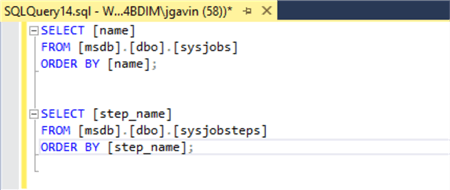 SQLQuery14.sql - W...4BDIM\jgavin (58))*
SELECT [name]
FROM [msdb].[dbo].[sysjobs]
ORDER BY [name];
SELECT [step_name]
FROM [msdb].[dbo].[sysjobsteps]
ORDER BY [step_name];